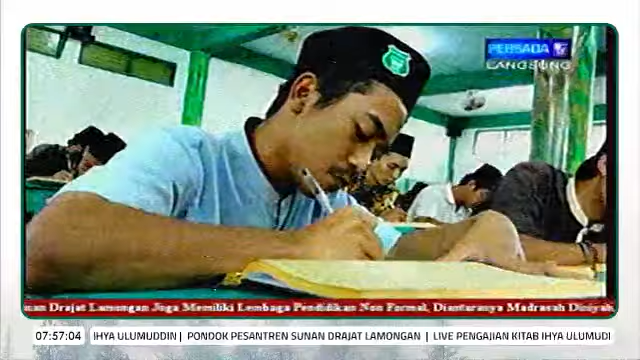 PERSADA
LANGSUNG
nan Drajat Lamongan Juga Memiliki Lembaga Pendidikan Non Formal, Diantaranya Madrasah Diniyah,
07:57:04 IHYA ULUMUDDIN | PONDOK PESANTREN SUNAN DRAJAT LAMONGAN | LIVE PENGAJIAN KITAB IHYA ULUMUDI